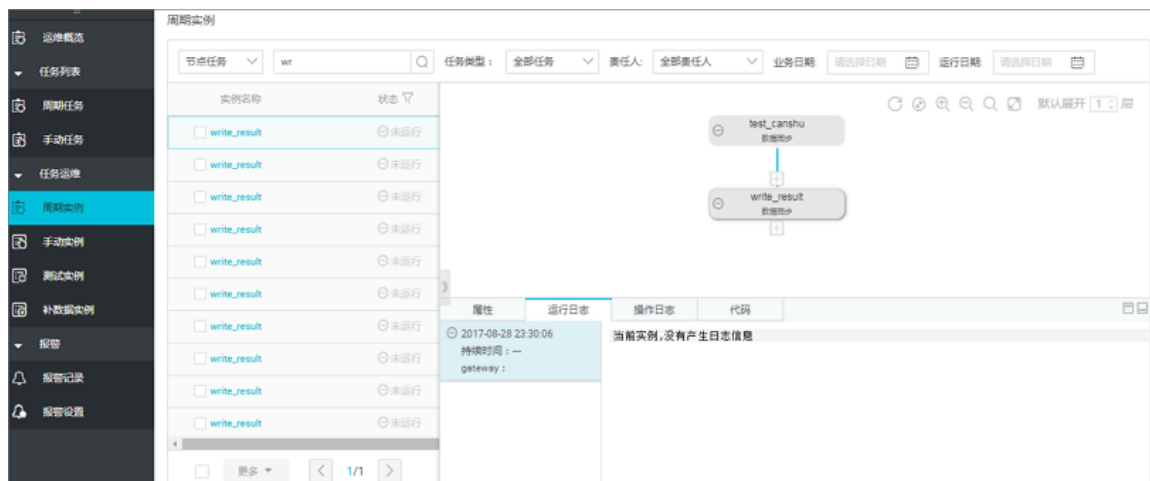 周期实例
运维概览
任务列表
周期任务
手动任务
任务运维
周期实例
手动实例
测试实例
补数据实例
报警
报警记录
报警设置
节点任务 wr 任务类型: 全部任务 责任人: 全部责任人 业务日期: 请选择日期 运行日期: 请选择日期
实例名称 状态
write_result 未运行
write_result 未运行
write_result 未运行
write_result 未运行
write_result 未运行
write_result 未运行
write_result 未运行
write_result 未运行
write_result 未运行
write_result 未运行
更多 1/1
默认展开 1 层
test_canshu
数据同步
write_result
数据同步
属性 运行日志 操作日志 代码
2017-08-28 23:30:06
持续时间:—
gateway:
当前实例,没有产生日志信息